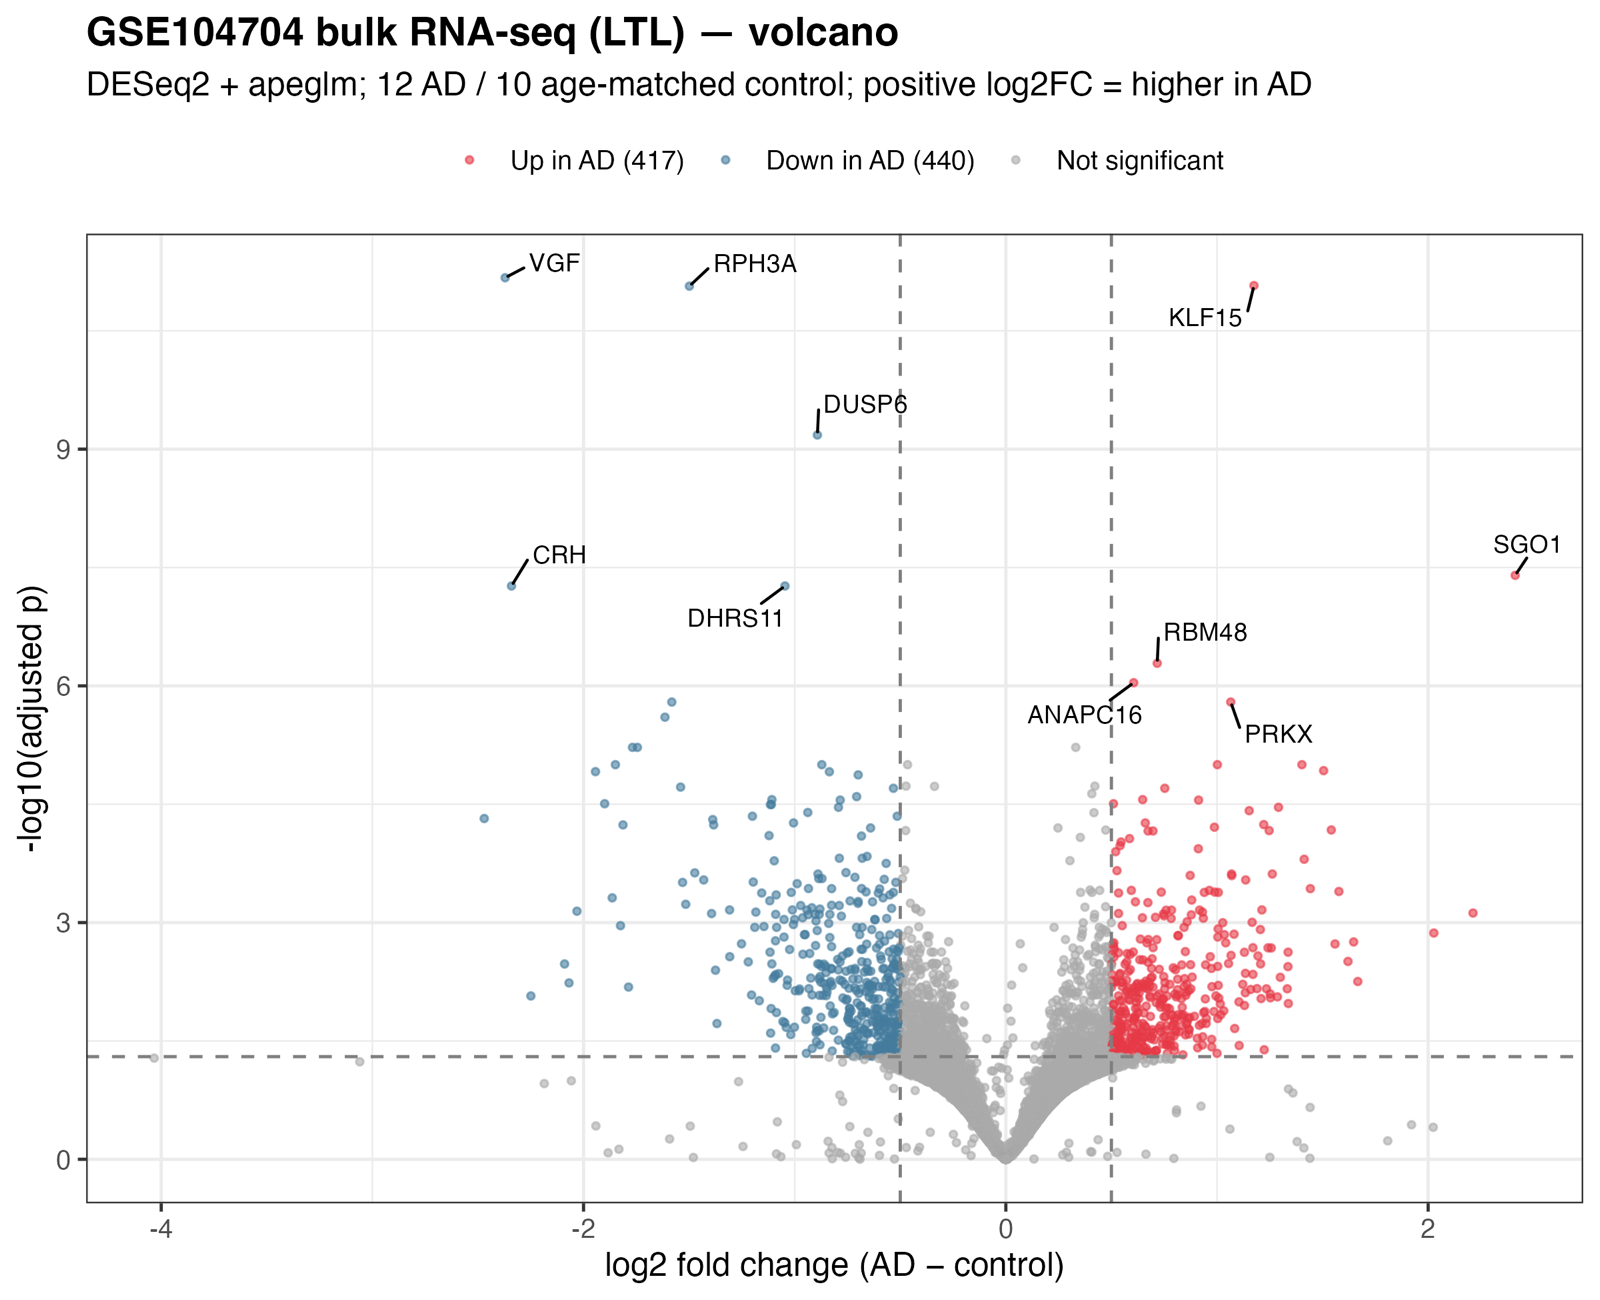 GSE104704 bulk RNA-seq (LTL) — volcano
DESeq2 + apeglm; 12 AD / 10 age-matched control; positive log2FC = higher in AD
Up in AD (417)
Down in AD (440)
Not significant
VGF
RPH3A
KLF15
DUSP6
CRH
DHRS11
SGO1
RBM48
ANAPC16
PRKX
-log10(adjusted p)
9
6
3
0
-4
-2
0
2
log2 fold change (AD – control)